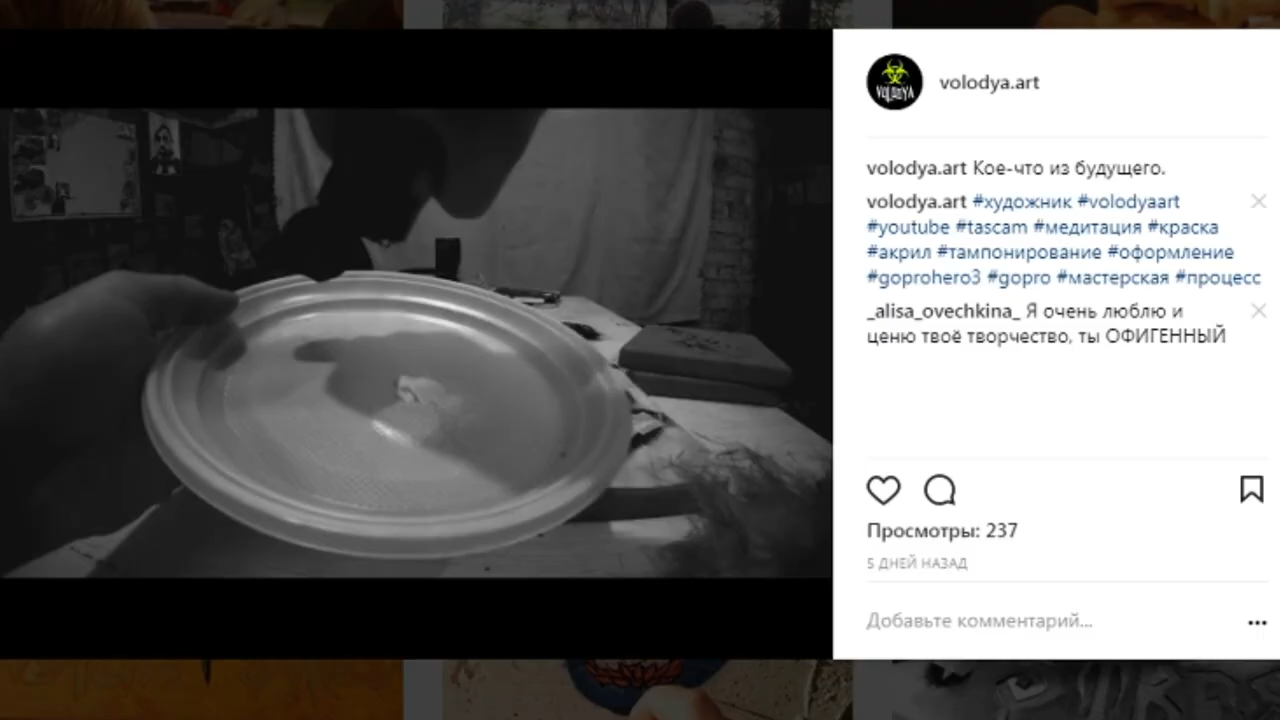 VOLODYA
volodya.art
volodya.art Кое-что из будущего.
volodya.art #художник #volodyaart
#youtube #tascam #медитация #краска
#акрил #тампонирование #оформление
#goprohero3 #gopro #мастерская #процесс
_alisa_ovechkina_ Я очень люблю и
ценю твоё творчество, ты ОФИГЕННЫЙ
Просмотры: 237
5 ДНЕЙ НАЗАД
Добавьте комментарий...